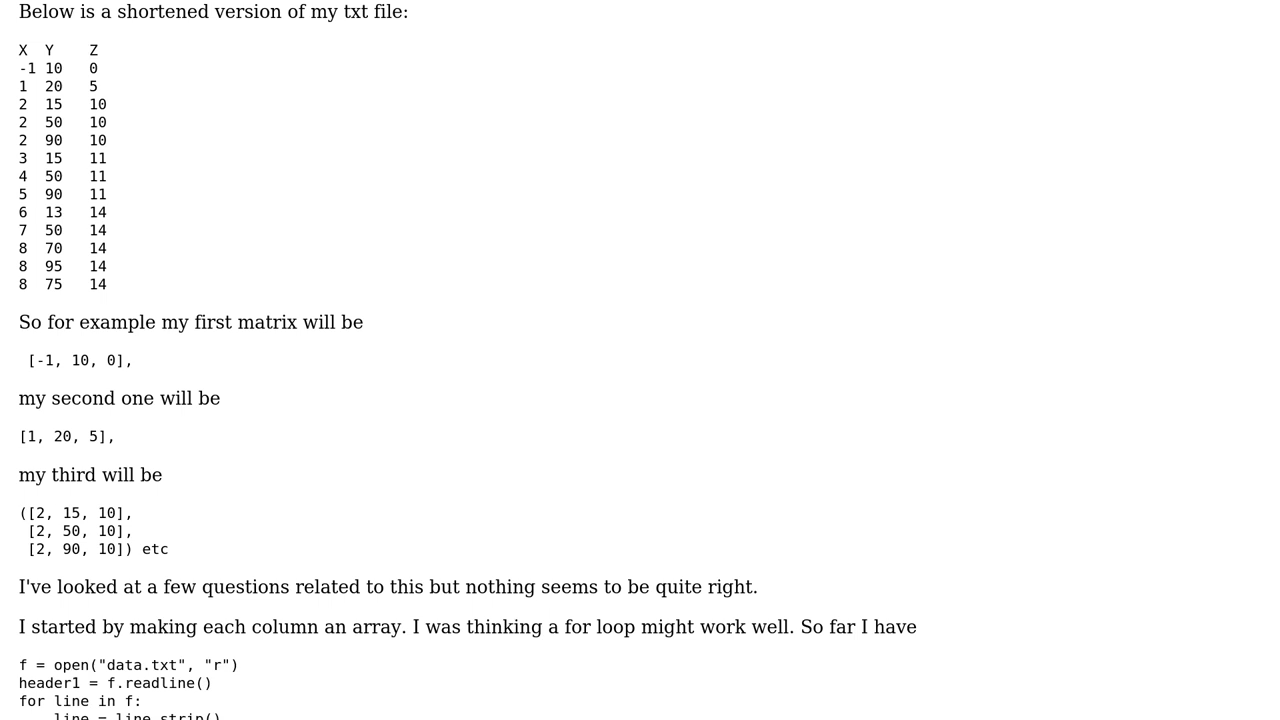 Below is a shortened version of my txt file:
X  Y    Z
-1 10   0
1  20   5
2  15   10
2  50   10
2  90   10
3  15   11
4  50   11
5  90   11
6  13   14
7  50   14
8  70   14
8  95   14
8  75   14
So for example my first matrix will be
 [-1, 10, 0],
my second one will be
[1, 20, 5],
my third will be
([2, 15, 10],
 [2, 50, 10],
 [2, 90, 10]) etc
I've looked at a few questions related to this but nothing seems to be quite right.
I started by making each column an array. I was thinking a for loop might work well. So far I have
f = open("data.txt", "r")
header1 = f.readline()
for line in f:
    line = line.strip()